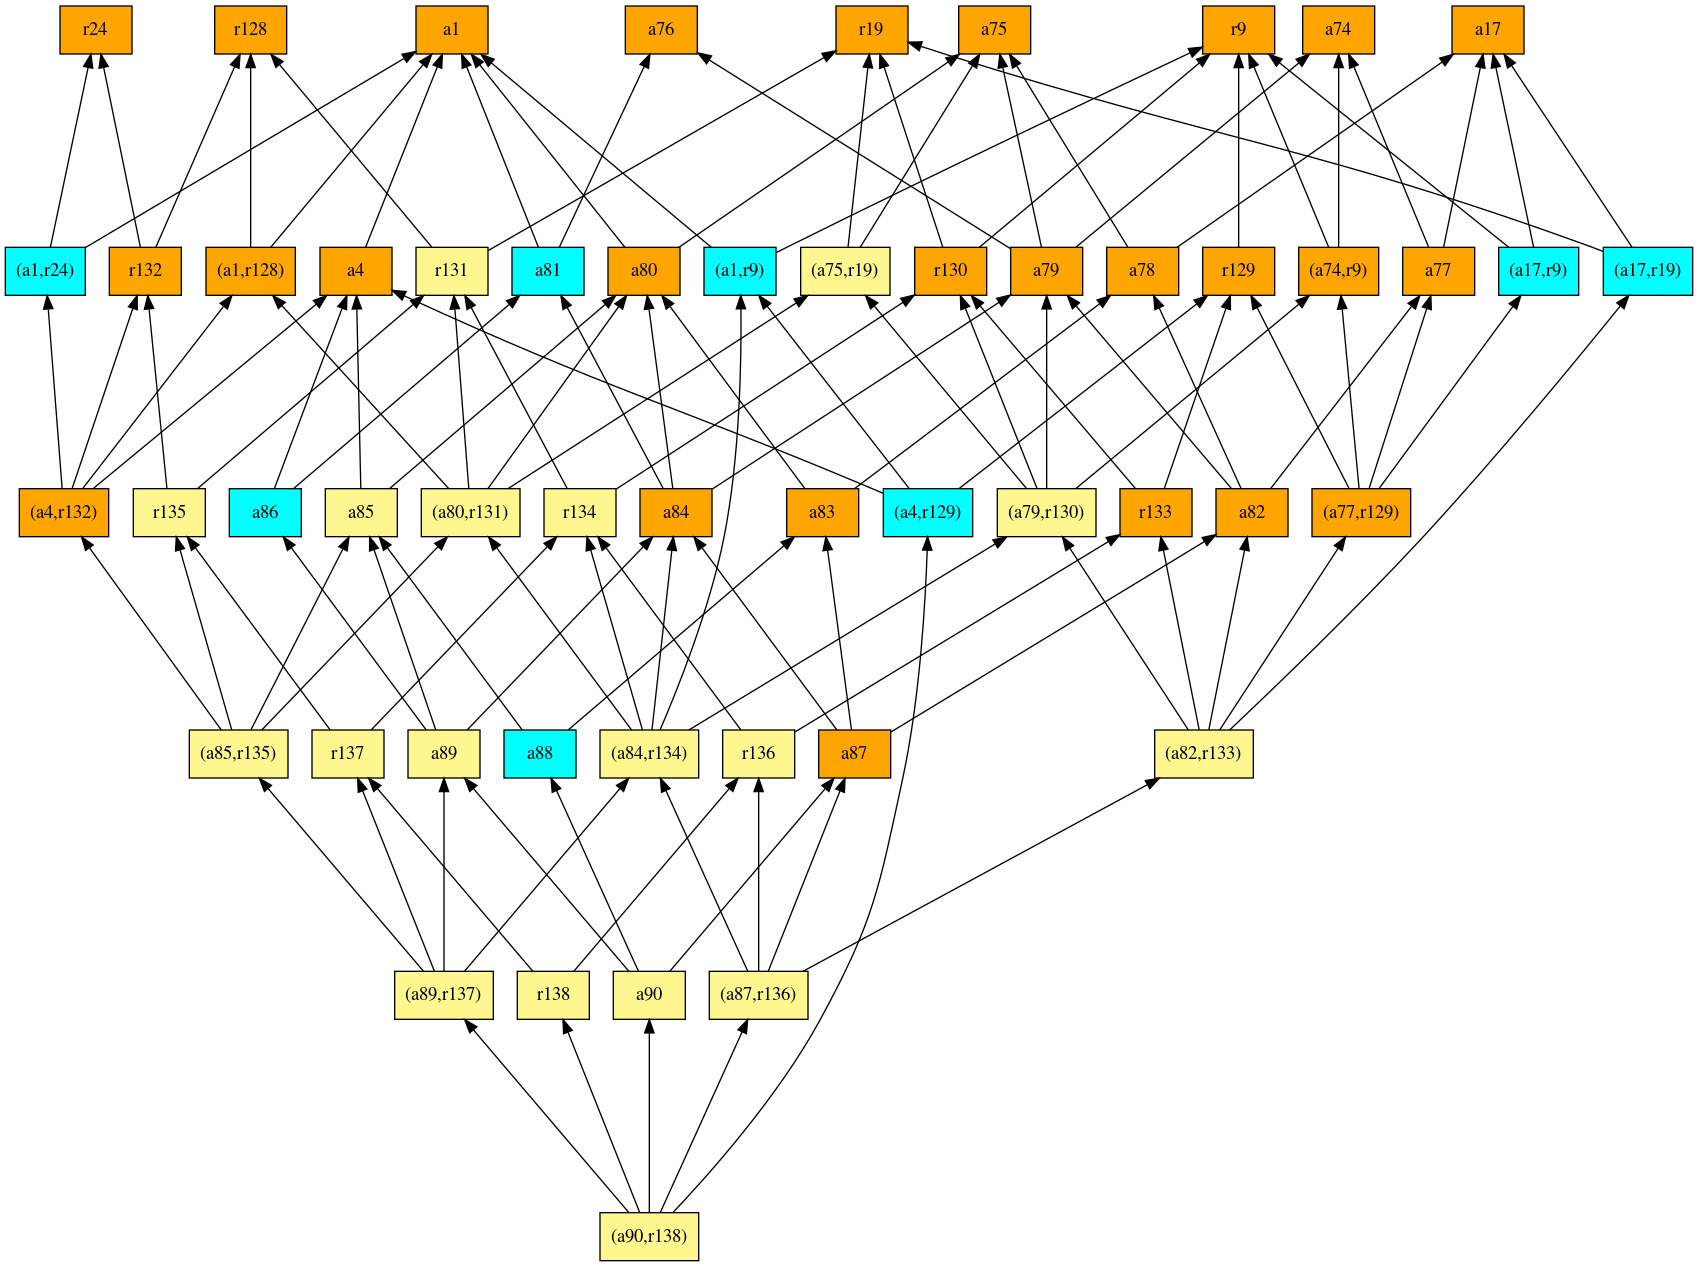 r24
r128
a1
a76
r19
a75
r9
a74
a17
(a1,r24)
r132
(a1,r128)
a4
r131
a81
a80
(a1,r9)
(a75,r19)
r130
a79
a78
r129
(a74,r9)
a77
(a17,r9)
(a17,r19)
(a4,r132)
r135
a86
a85
(a80,r131)
r134
a84
a83
(a4,r129)
(a79,r130)
r133
a82
(a77,r129)
(a85,r135)
r137
a89
a88
(a84,r134)
r136
a87
(a82,r133)
(a89,r137)
r138
a90
(a87,r136)
(a90,r138)